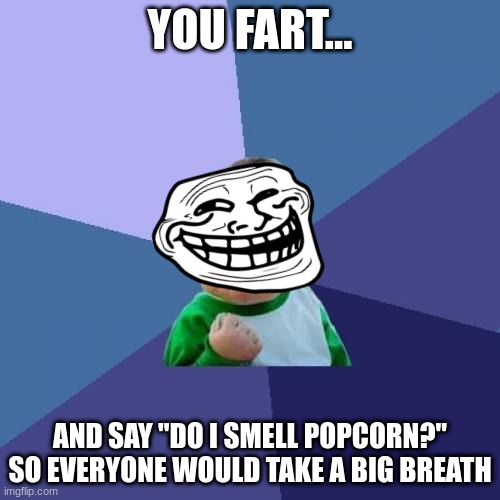 YOU FART...
AND SAY "DO I SMELL POPCORN?"
SO EVERYONE WOULD TAKE A BIG BREATH
imgflip.com